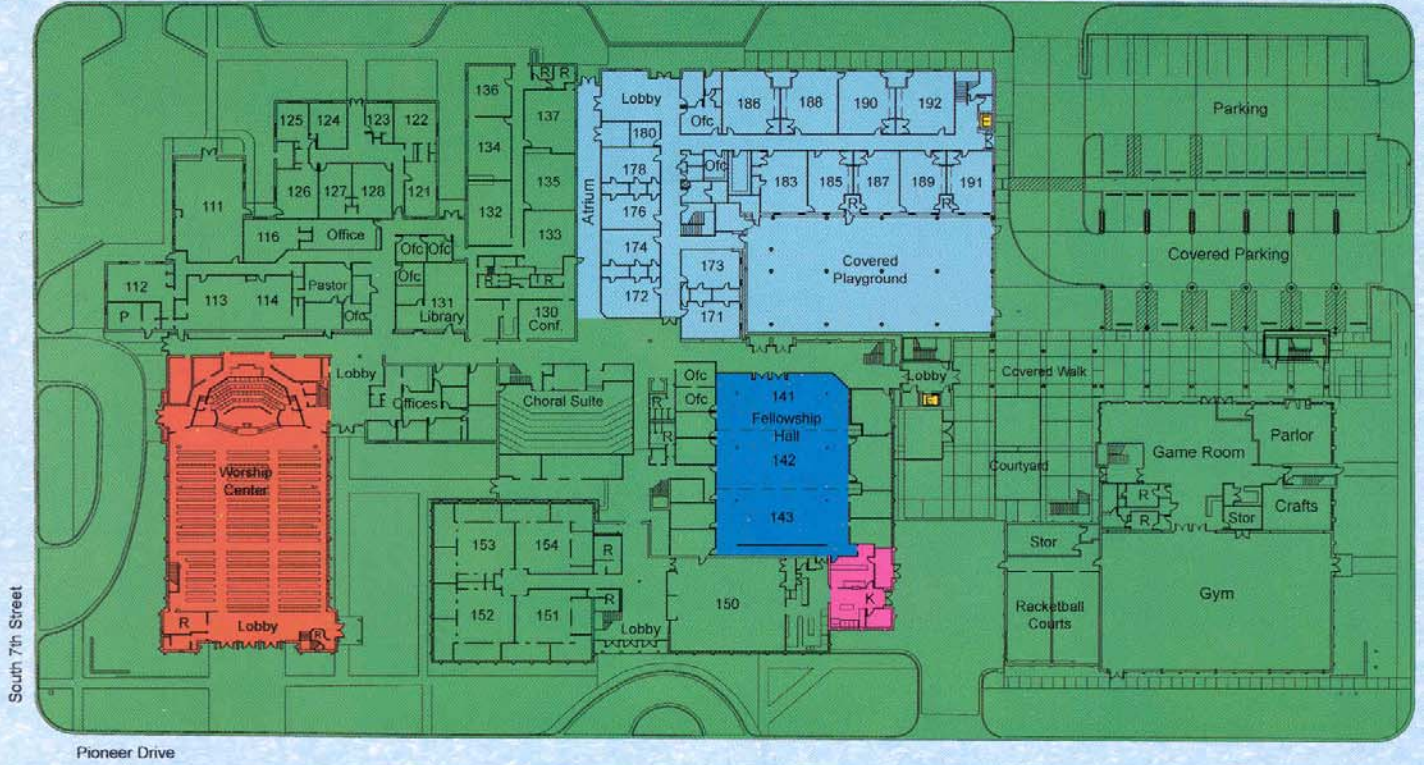 136
R R
Lobby
186
188
190
192
Parking
125
124
123
122
137
Ofc
E
180
134
178
Ofc
183
185
187
189
191
126
127
128
121
135
Atrium
176
R
R
111
132
116
Office
133
174
Ofc Ofc
173
Covered
Playground
Covered Parking
112
113
114
Pastor
Ofc
131
Library
R
R
172
171
P
Ofc
130
Conf.
Lobby
Offices
Choral Suite
Ofc
Ofc
R
R
141
Fellowship
Hall
142
143
Lobby
E
Covered Walk
Courtyard
Game Room
Parlor
Worship
Center
R
R
Stor
Crafts
153
154
R
Stor
152
151
R
150
K
Racketball
Courts
Gym
R
Lobby
R
Lobby
South 7th Street
Pioneer Drive